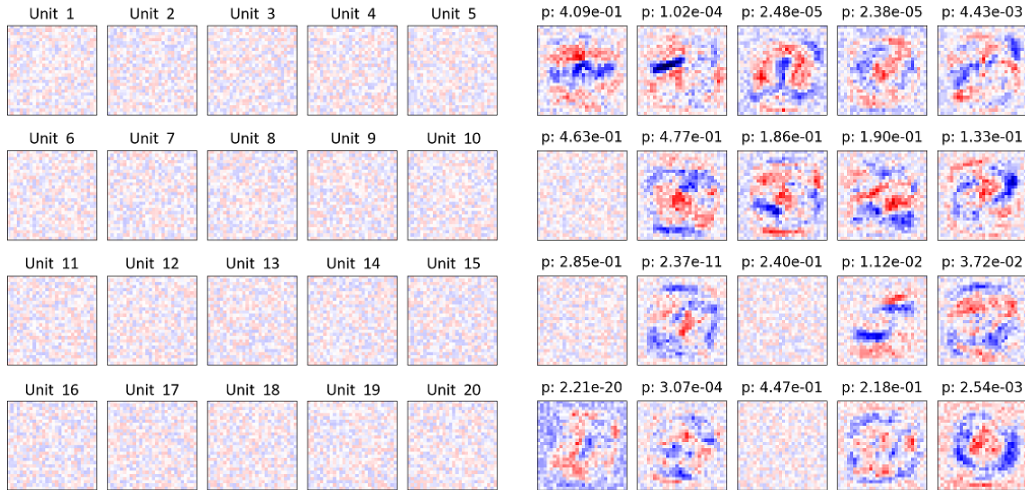 Unit 1 Unit 2 Unit 3 Unit 4 Unit 5 p: 4.09e-01 p: 1.02e-04 p: 2.48e-05 p: 2.38e-05 p: 4.43e-03
Unit 6 Unit 7 Unit 8 Unit 9 Unit 10 p: 4.63e-01 p: 4.77e-01 p: 1.86e-01 p: 1.90e-01 p: 1.33e-01
Unit 11 Unit 12 Unit 13 Unit 14 Unit 15 p: 2.85e-01 p: 2.37e-11 p: 2.40e-01 p: 1.12e-02 p: 3.72e-02
Unit 16 Unit 17 Unit 18 Unit 19 Unit 20 p: 2.21e-20 p: 3.07e-04 p: 4.47e-01 p: 2.18e-01 p: 2.54e-03